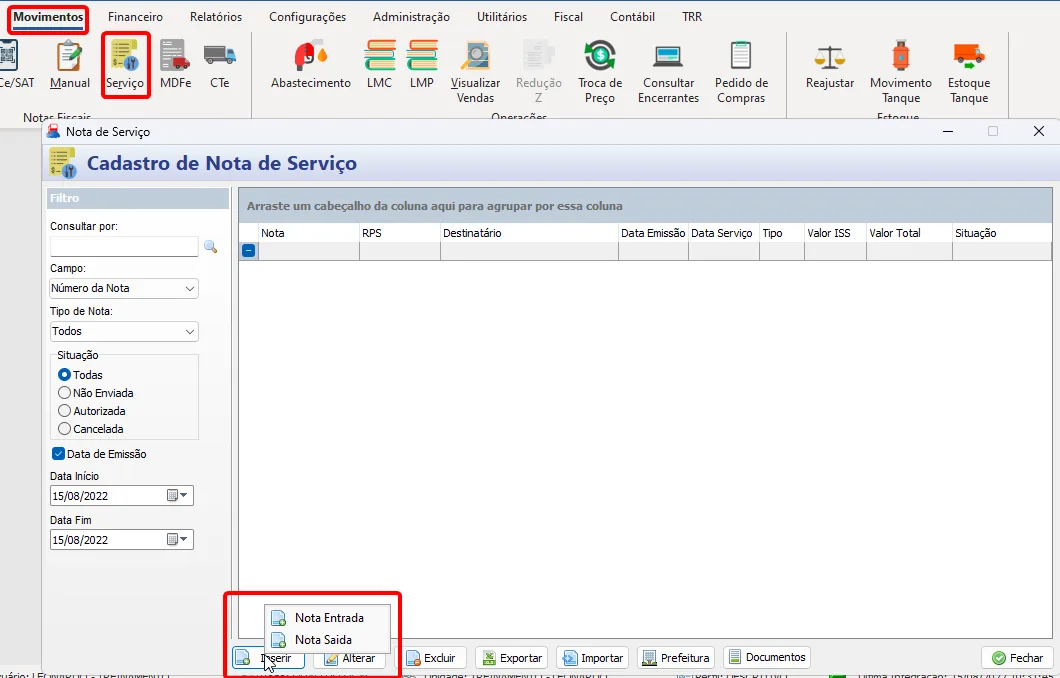 Movimentos Financeiro Relatórios Configurações Administração Utilitários Fiscal Contábil TRR
Ce/SAT Manual Serviço MDFe CTe Abastecimento LMC LMP Visualizar Vendas Redução Z Troca de Preço Consultar Encerrantes Pedido de Compras Reajustar Movimento Tanque Estoque Tanque
Notas Fiscais Operações Estoque
Nota de Serviço
Cadastro de Nota de Serviço
Filtro
Arraste um cabeçalho da coluna aqui para agrupar por essa coluna
Nota RPS Destinatário Data Emissão Data Serviço Tipo Valor ISS Valor Total Situação
Consultar por:
Campo:
Número da Nota
Tipo de Nota:
Todos
Situação
Todas
Não Enviada
Autorizada
Cancelada
Data de Emissão
Data Início
15/08/2022
Data Fim
15/08/2022
Nota Entrada
Nota Saida
Inserir Alterar Excluir Exportar Importar Prefeitura Documentos Fechar